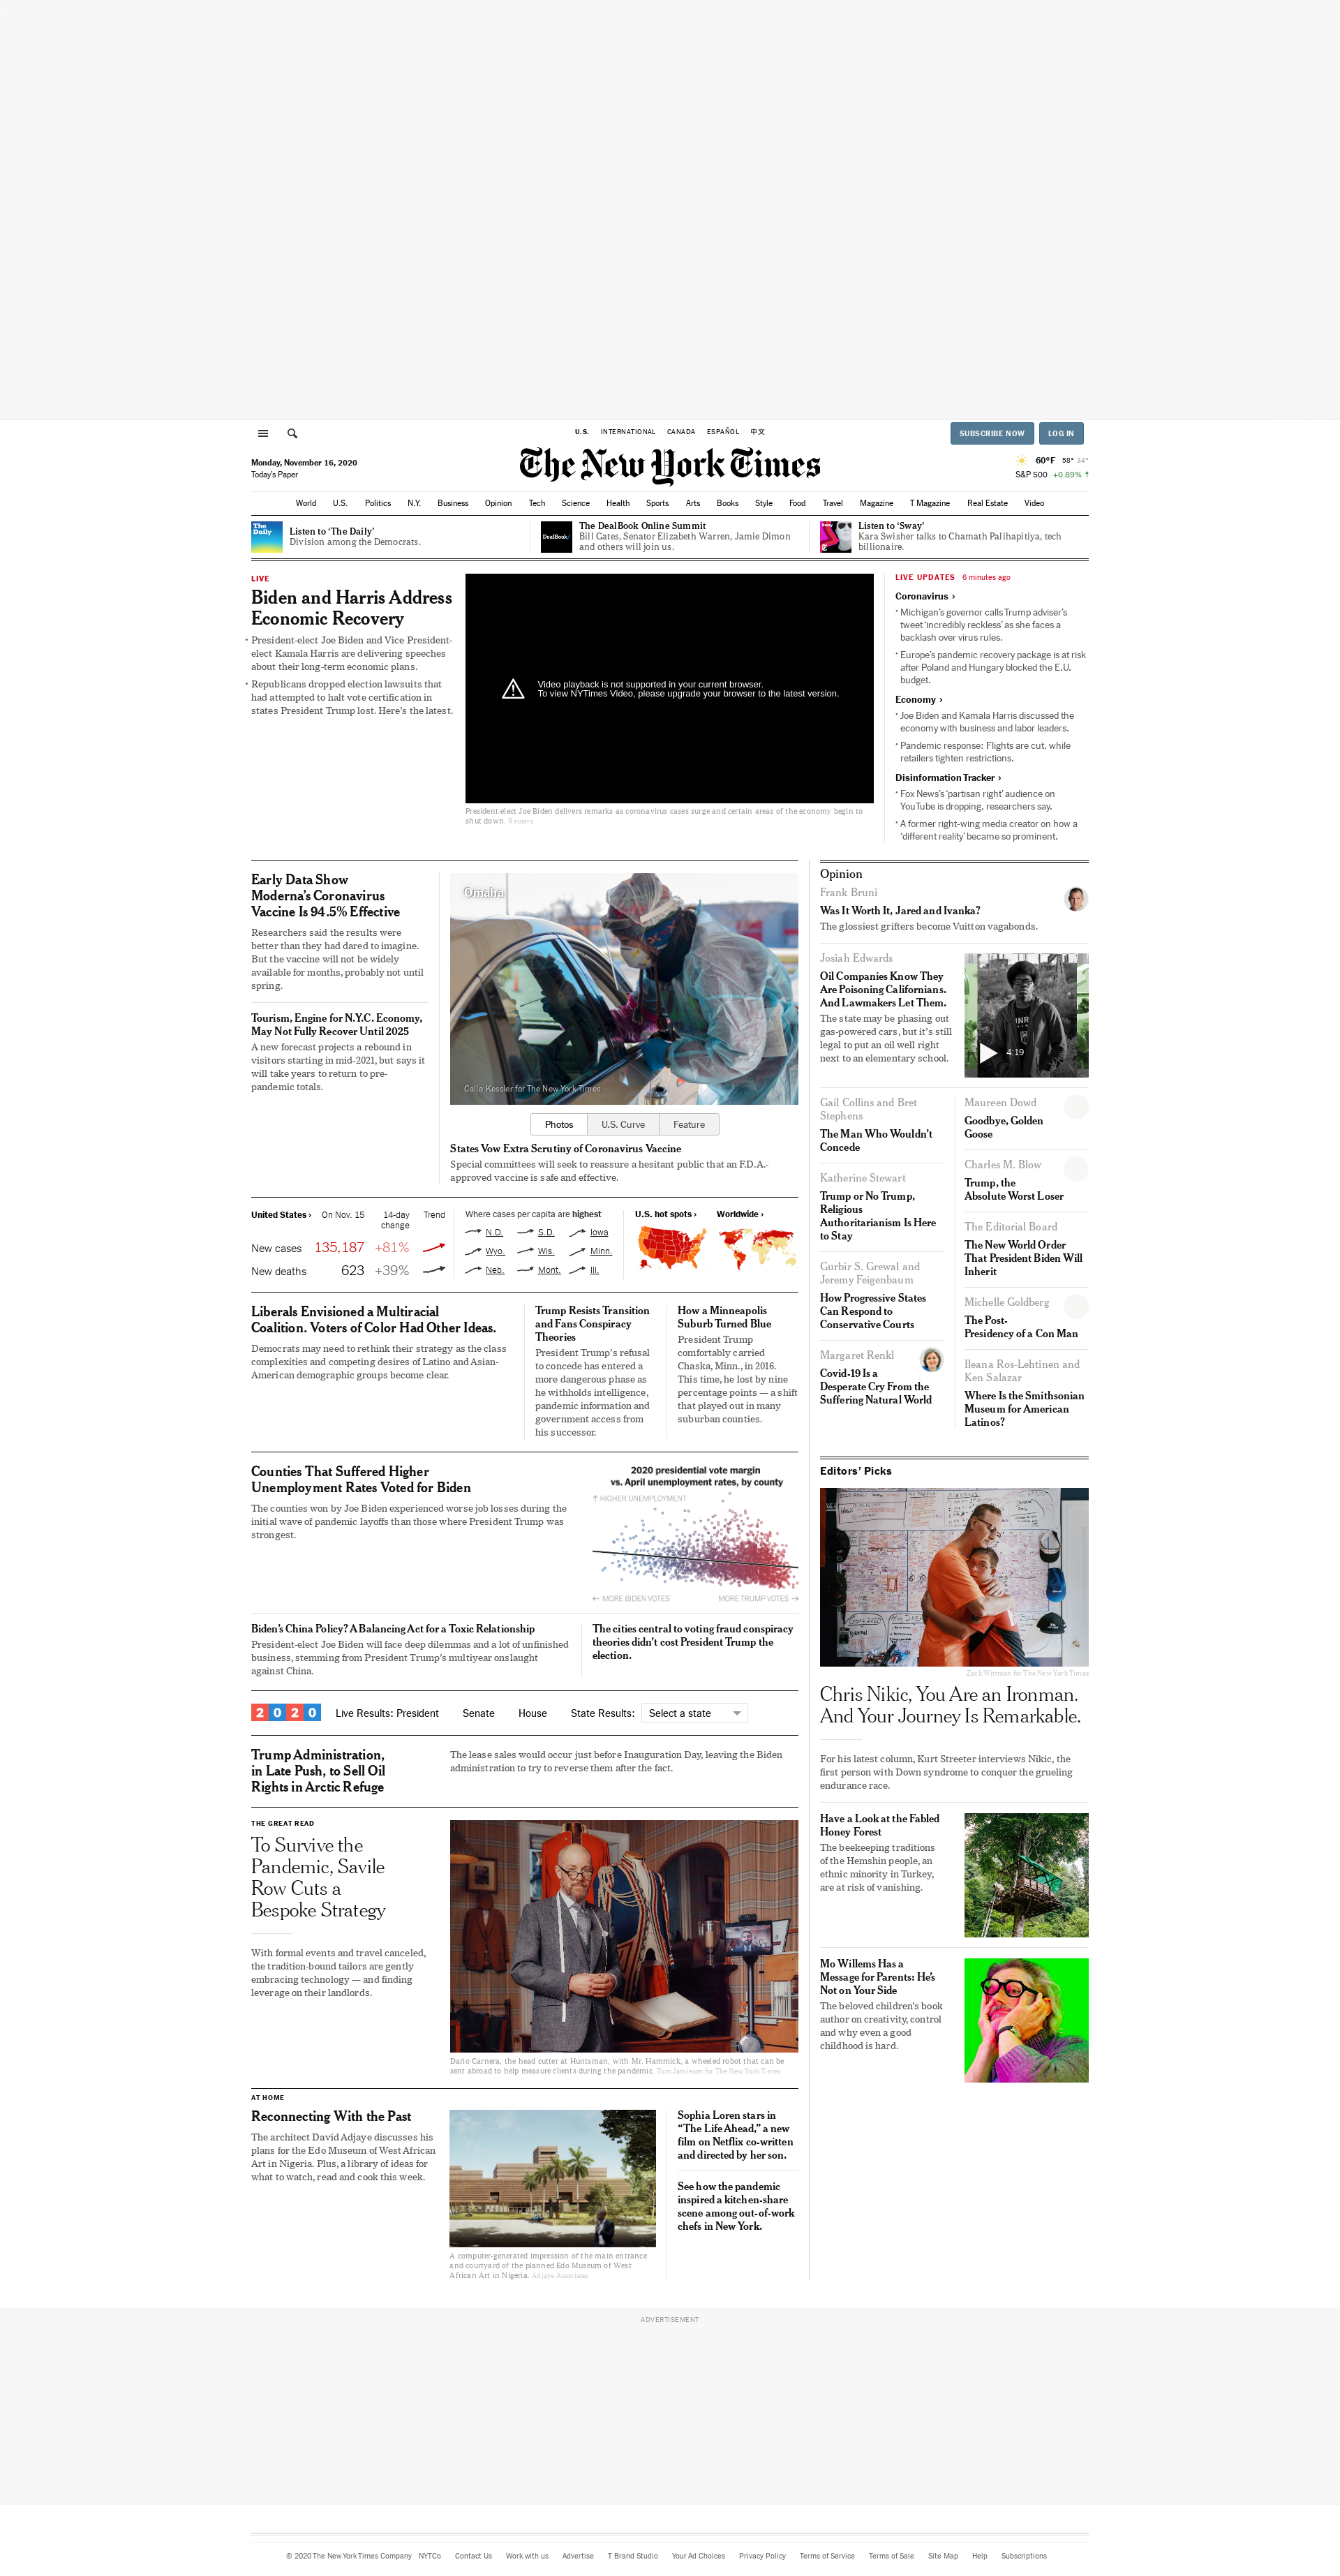 U.S. INTERNATIONAL CANADA ESPAÑOL 中文
SUBSCRIBE NOW LOG IN
Monday, November 16, 2020
Today's Paper
The New York Times
60°F 58° 34°
S&P 500 +0.89%
World U.S. Politics N.Y. Business Opinion Tech Science Health Sports Arts Books Style Food Travel Magazine T Magazine Real Estate Video
The Daily
Listen to ‘The Daily’
Division among the Democrats.
DealBook/
The DealBook Online Summit
Bill Gates, Senator Elizabeth Warren, Jamie Dimon
and others will join us.
Listen to ‘Sway’
Kara Swisher talks to Chamath Palihapitiya, tech
billionaire.
LIVE
Biden and Harris Address
Economic Recovery
President-elect Joe Biden and Vice President-
elect Kamala Harris are delivering speeches
about their long-term economic plans.
Republicans dropped election lawsuits that
had attempted to halt vote certification in
states President Trump lost. Here’s the latest.
Video playback is not supported in your current browser.
To view NYTimes Video, please upgrade your browser to the latest version.
President-elect Joe Biden delivers remarks as coronavirus cases surge and certain areas of the economy begin to
shut down. Reuters
LIVE UPDATES 6 minutes ago
Coronavirus ›
Michigan’s governor calls Trump adviser’s
tweet ‘incredibly reckless’ as she faces a
backlash over virus rules.
Europe’s pandemic recovery package is at risk
after Poland and Hungary blocked the E.U.
budget.
Economy ›
Joe Biden and Kamala Harris discussed the
economy with business and labor leaders.
Pandemic response: Flights are cut, while
retailers tighten restrictions.
Disinformation Tracker ›
Fox News’s ‘partisan right’ audience on
YouTube is dropping, researchers say.
A former right-wing media creator on how a
‘different reality’ became so prominent.
Early Data Show
Moderna’s Coronavirus
Vaccine Is 94.5% Effective
Researchers said the results were
better than they had dared to imagine.
But the vaccine will not be widely
available for months, probably not until
spring.
Tourism, Engine for N.Y.C. Economy,
May Not Fully Recover Until 2025
A new forecast projects a rebound in
visitors starting in mid-2021, but says it
will take years to return to pre-
pandemic totals.
Omaha
Calla Kessler for The New York Times
Photos U.S. Curve Feature
States Vow Extra Scrutiny of Coronavirus Vaccine
Special committees will seek to reassure a hesitant public that an F.D.A.-
approved vaccine is safe and effective.
United States › On Nov. 15 14-day change Trend
New cases 135,187 +81%
New deaths 623 +39%
Where cases per capita are highest
N.D. S.D. Iowa
Wyo. Wis. Minn.
Neb. Mont. Ill.
U.S. hot spots › Worldwide ›
Liberals Envisioned a Multiracial
Coalition. Voters of Color Had Other Ideas.
Democrats may need to rethink their strategy as the class
complexities and competing desires of Latino and Asian-
American demographic groups become clear.
Trump Resists Transition
and Fans Conspiracy
Theories
President Trump’s refusal
to concede has entered a
more dangerous phase as
he withholds intelligence,
pandemic information and
government access from
his successor.
How a Minneapolis
Suburb Turned Blue
President Trump
comfortably carried
Chaska, Minn., in 2016.
This time, he lost by nine
percentage points — a shift
that played out in many
suburban counties.
Counties That Suffered Higher
Unemployment Rates Voted for Biden
The counties won by Joe Biden experienced worse job losses during the
initial wave of pandemic layoffs than those where President Trump was
strongest.
2020 presidential vote margin
vs. April unemployment rates, by county
↑ HIGHER UNEMPLOYMENT
← MORE BIDEN VOTES MORE TRUMP VOTES →
Biden’s China Policy? A Balancing Act for a Toxic Relationship
President-elect Joe Biden will face deep dilemmas and a lot of unfinished
business, stemming from President Trump’s multiyear onslaught
against China.
The cities central to voting fraud conspiracy
theories didn’t cost President Trump the
election.
2020 Live Results: President Senate House State Results: Select a state
Trump Administration,
in Late Push, to Sell Oil
Rights in Arctic Refuge
The lease sales would occur just before Inauguration Day, leaving the Biden
administration to try to reverse them after the fact.
THE GREAT READ
To Survive the
Pandemic, Savile
Row Cuts a
Bespoke Strategy
With formal events and travel canceled,
the tradition-bound tailors are gently
embracing technology — and finding
leverage on their landlords.
Dario Carnera, the head cutter at Huntsman, with Mr. Hammick, a wheeled robot that can be
sent abroad to help measure clients during the pandemic. Tom Jamieson for The New York Times
AT HOME
Reconnecting With the Past
The architect David Adjaye discusses his
plans for the Edo Museum of West African
Art in Nigeria. Plus, a library of ideas for
what to watch, read and cook this week.
A computer-generated impression of the main entrance
and courtyard of the planned Edo Museum of West
African Art in Nigeria. Adjaye Associates
Sophia Loren stars in
“The Life Ahead,” a new
film on Netflix co-written
and directed by her son.
See how the pandemic
inspired a kitchen-share
scene among out-of-work
chefs in New York.
Opinion
Frank Bruni
Was It Worth It, Jared and Ivanka?
The glossiest grifters become Vuitton vagabonds.
Josiah Edwards
Oil Companies Know They
Are Poisoning Californians.
And Lawmakers Let Them.
The state may be phasing out
gas-powered cars, but it’s still
legal to put an oil well right
next to an elementary school.
4:19
Gail Collins and Bret
Stephens
The Man Who Wouldn’t
Concede
Katherine Stewart
Trump or No Trump,
Religious
Authoritarianism Is Here
to Stay
Gurbir S. Grewal and
Jeremy Feigenbaum
How Progressive States
Can Respond to
Conservative Courts
Margaret Renkl
Covid-19 Is a
Desperate Cry From the
Suffering Natural World
Maureen Dowd
Goodbye, Golden
Goose
Charles M. Blow
Trump, the
Absolute Worst Loser
The Editorial Board
The New World Order
That President Biden Will
Inherit
Michelle Goldberg
The Post-
Presidency of a Con Man
Ileana Ros-Lehtinen and
Ken Salazar
Where Is the Smithsonian
Museum for American
Latinos?
Editors’ Picks
Zack Wittman for The New York Times
Chris Nikic, You Are an Ironman.
And Your Journey Is Remarkable.
For his latest column, Kurt Streeter interviews Nikic, the
first person with Down syndrome to conquer the grueling
endurance race.
Have a Look at the Fabled
Honey Forest
The beekeeping traditions
of the Hemshin people, an
ethnic minority in Turkey,
are at risk of vanishing.
Mo Willems Has a
Message for Parents: He’s
Not on Your Side
The beloved children’s book
author on creativity, control
and why even a good
childhood is hard.
ADVERTISEMENT
© 2020 The New York Times Company NYTCo Contact Us Work with us Advertise T Brand Studio Your Ad Choices Privacy Policy Terms of Service Terms of Sale Site Map Help Subscriptions